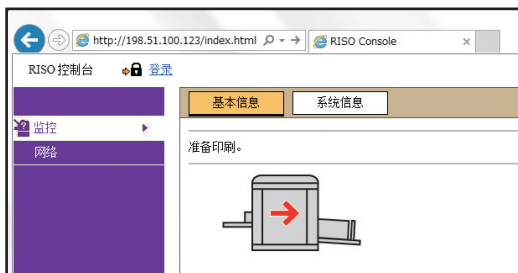 http://198.51.100.123/index.html
RISO Console
RISO 控制台
登录
基本信息
系统信息
监控
网络
准备印刷。